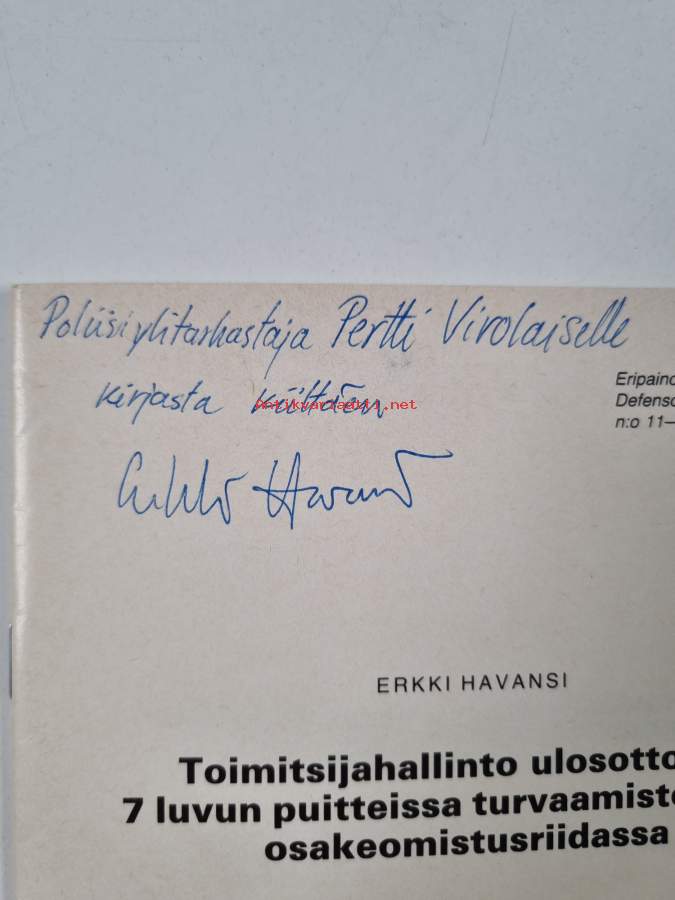 Poliisiylitarkastaja Pertti Virolaiselle
kirjasta kiittäen
Antikvariaatti.net
Erkki Havansi
Eripaino
Defenso
n:o 11–
ERKKI HAVANSI
Toimitsijahallinto ulosotto
7 luvun puitteissa turvaamisto
osakeomistusriidassa